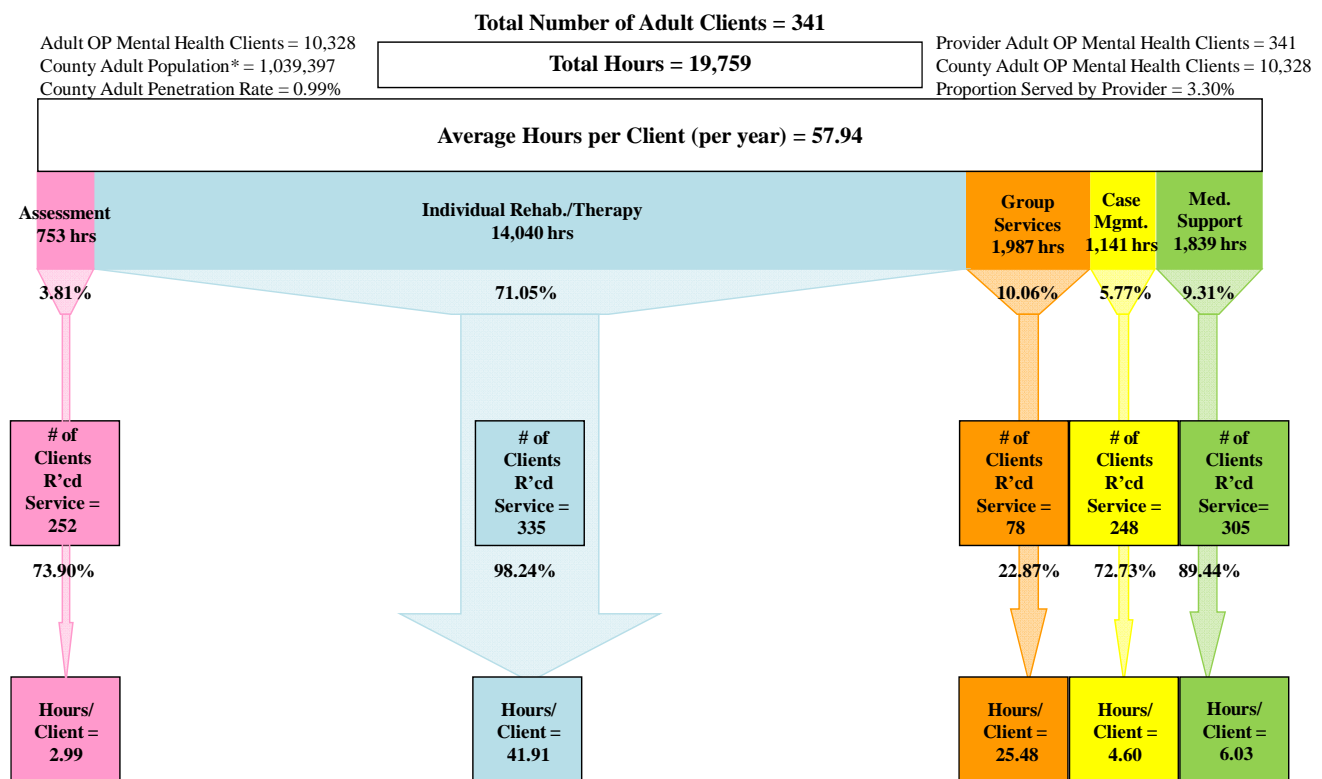 Total Number of Adult Clients = 341
Adult OP Mental Health Clients = 10,328
County Adult Population* = 1,039,397
County Adult Penetration Rate = 0.99%
Total Hours = 19,759
Provider Adult OP Mental Health Clients = 341
County Adult OP Mental Health Clients = 10,328
Proportion Served by Provider = 3.30%
Average Hours per Client (per year) = 57.94
Assessment
753 hrs
Individual Rehab./Therapy
14,040 hrs
Group
Services
1,987 hrs
Case
Mgmt.
1,141 hrs
Med.
Support
1,839 hrs
3.81%
71.05%
10.06%
5.77%
9.31%
# of
Clients
R'cd
Service =
252
# of
Clients
R'cd
Service =
335
# of
Clients
R'cd
Service =
78
# of
Clients
R'cd
Service =
248
# of
Clients
R'cd
Service=
305
73.90%
98.24%
22.87%
72.73%
89.44%
Hours/
Client =
2.99
Hours/
Client =
41.91
Hours/
Client =
25.48
Hours/
Client =
4.60
Hours/
Client =
6.03